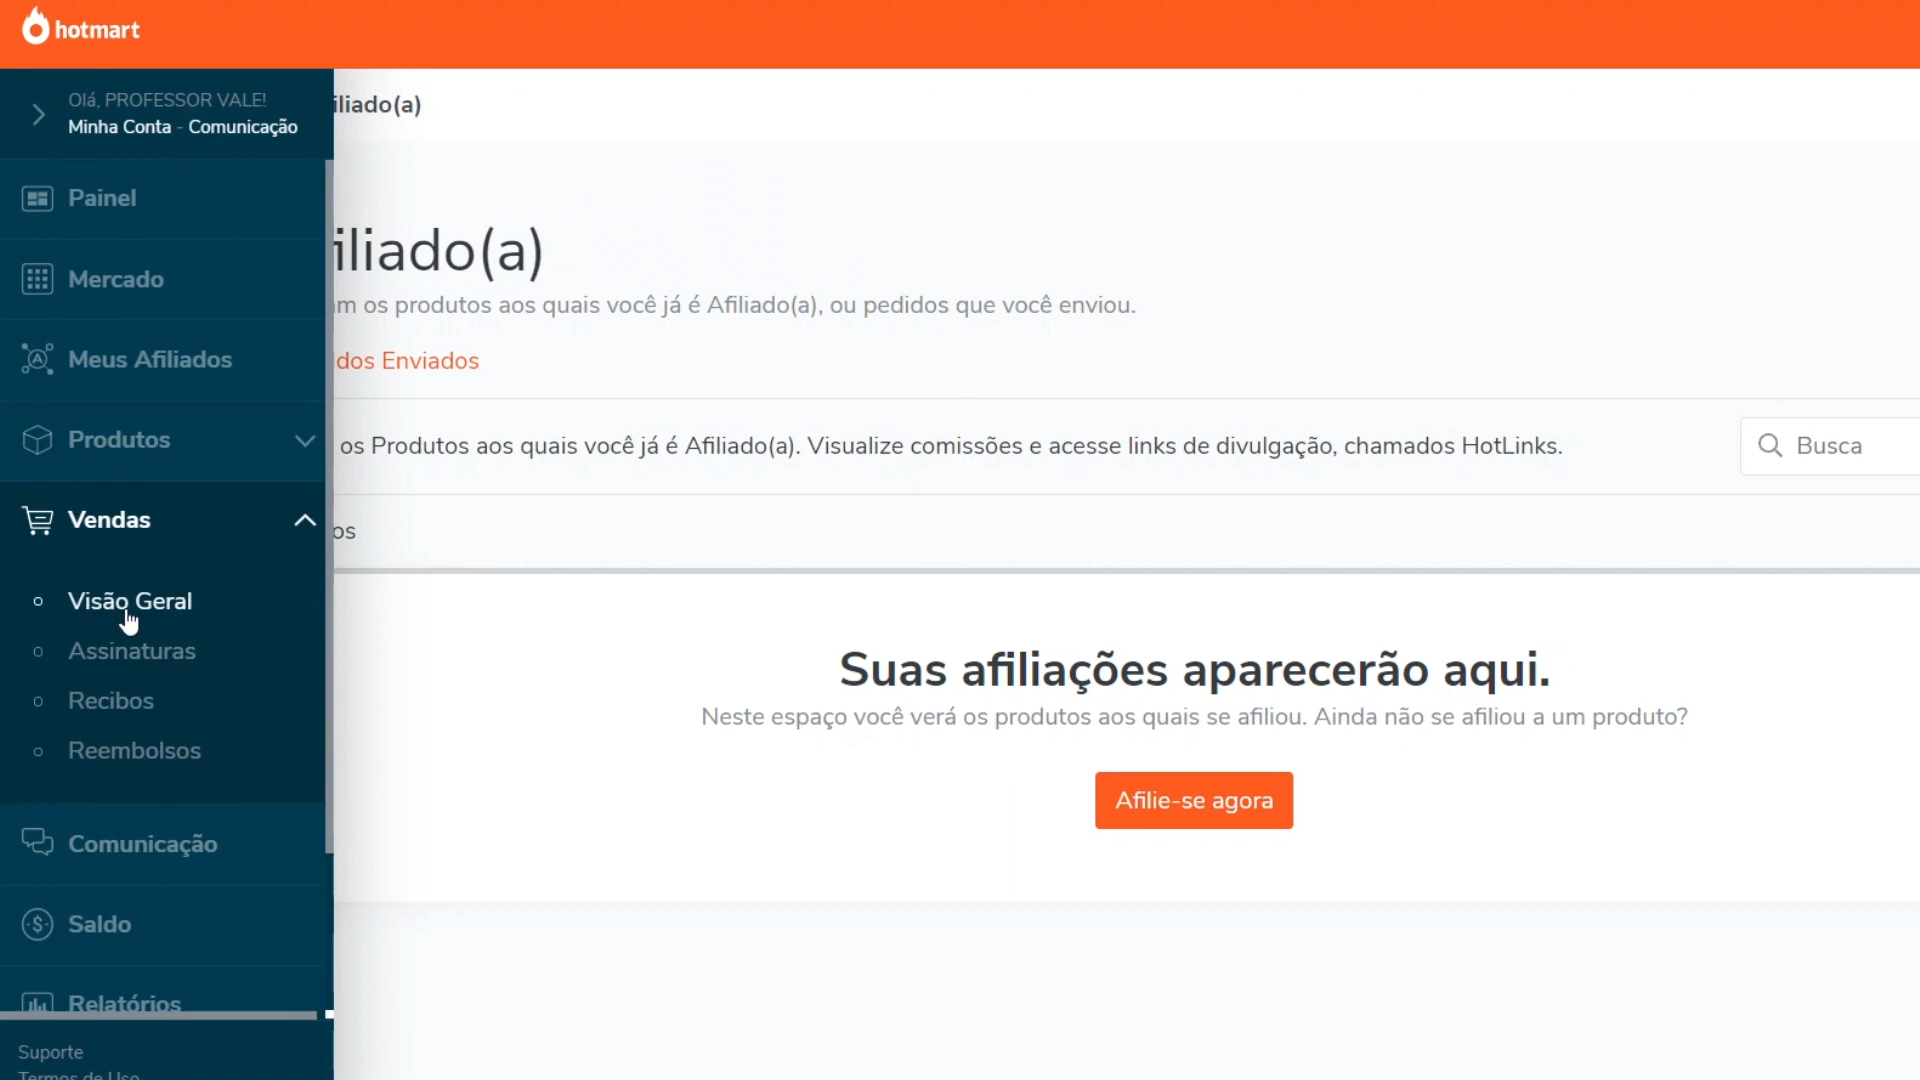 hotmart
Olá, PROFESSOR VALE!
Minha Conta - Comunicação
Painel
Mercado
Meus Afiliados
Produtos
Vendas
Visão Geral
Assinaturas
Recibos
Reembolsos
Comunicação
Saldo
Relatórios
Suporte
Termos de Uso
iliado(a)
iliado(a)
m os produtos aos quais você já é Afiliado(a), ou pedidos que você enviou.
dos Enviados
os Produtos aos quais você já é Afiliado(a). Visualize comissões e acesse links de divulgação, chamados HotLinks.
Busca
os
Suas afiliações aparecerão aqui.
Neste espaço você verá os produtos aos quais se afiliou. Ainda não se afiliou a um produto?
Afilie-se agora